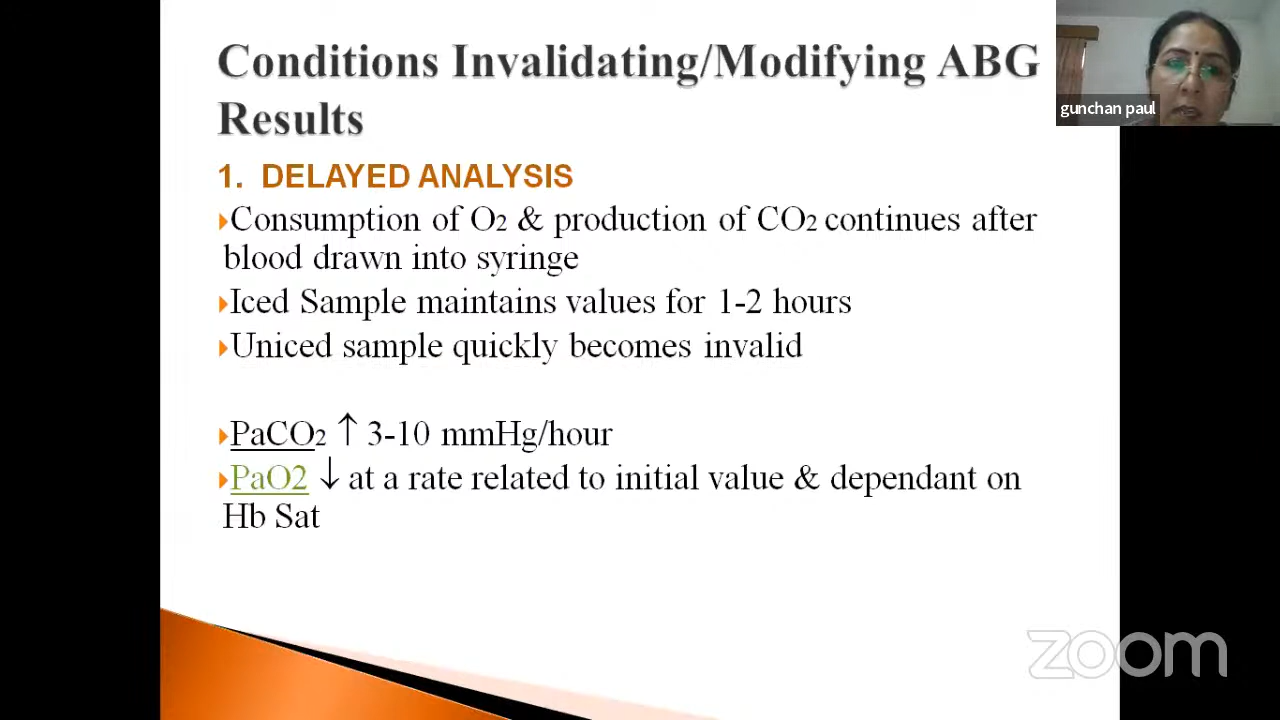 Conditions Invalidating/Modifying ABG
Results
gunchan paul
1. DELAYED ANALYSIS
Consumption of O2 & production of CO2 continues after
blood drawn into syringe
Iced Sample maintains values for 1-2 hours
Uniced sample quickly becomes invalid
PaCO2 ↑ 3-10 mmHg/hour
PaO2 ↓ at a rate related to initial value & dependant on
Hb Sat
zoom